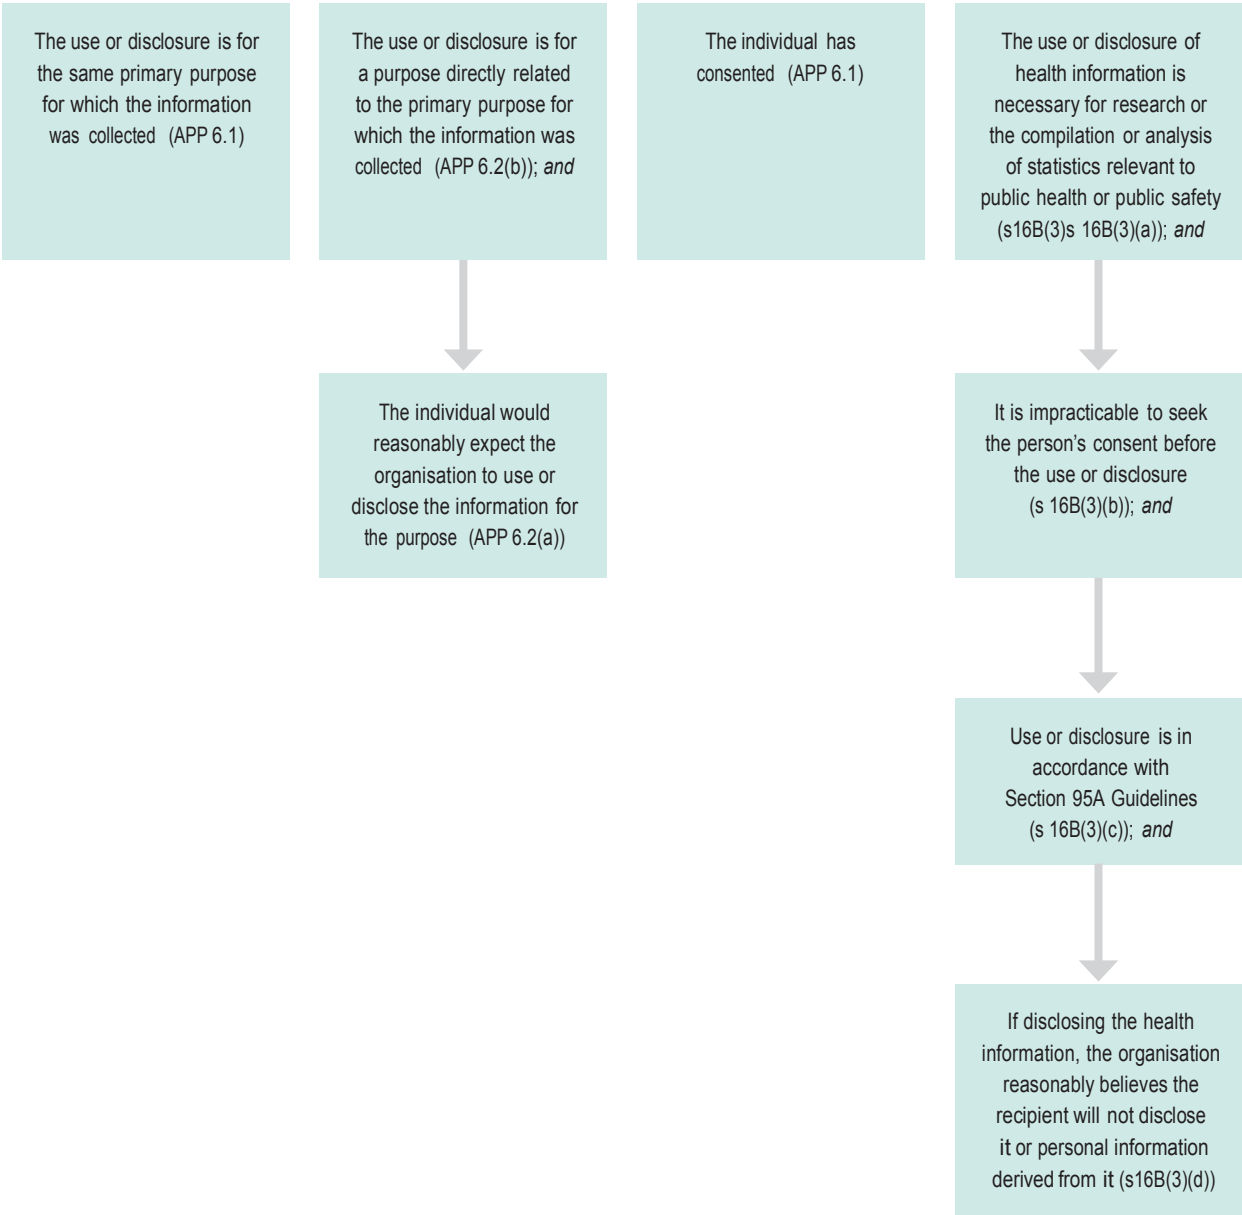 The use or disclosure is for
the same primary purpose
for which the information
was collected (APP 6.1)
The use or disclosure is for
a purpose directly related
to the primary purpose for
which the information was
collected (APP 6.2(b)); and
The individual has
consented (APP 6.1)
The use or disclosure of
health information is
necessary for research or
the compilation or analysis
of statistics relevant to
public health or public safety
(s16B(3)s 16B(3)(a)); and
The individual would
reasonably expect the
organisation to use or
disclose the information for
the purpose (APP 6.2(a))
It is impracticable to seek
the person’s consent before
the use or disclosure
(s 16B(3)(b)); and
Use or disclosure is in
accordance with
Section 95A Guidelines
(s 16B(3)(c)); and
If disclosing the health
information, the organisation
reasonably believes the
recipient will not disclose
it or personal information
derived from it (s16B(3)(d))